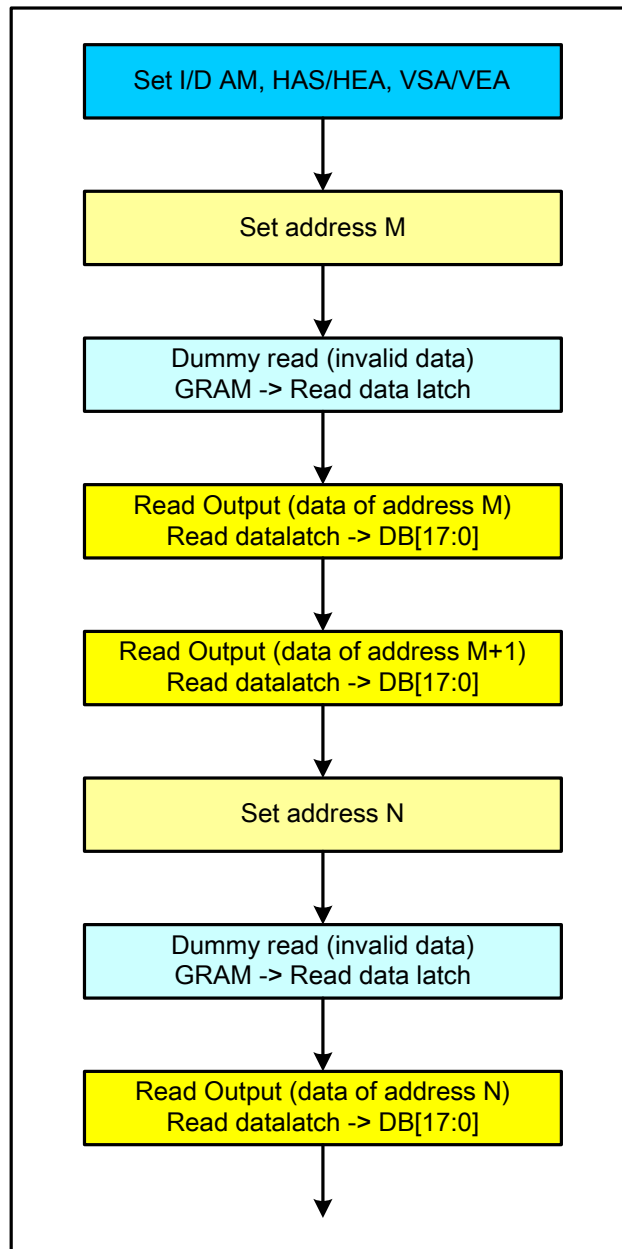 Set I/D AM, HAS/HEA, VSA/VEA
Set address M
Dummy read (invalid data)
GRAM -> Read data latch
Read Output (data of address M)
Read datalatch -> DB[17:0]
Read Output (data of address M+1)
Read datalatch -> DB[17:0]
Set address N
Dummy read (invalid data)
GRAM -> Read data latch
Read Output (data of address N)
Read datalatch -> DB[17:0]